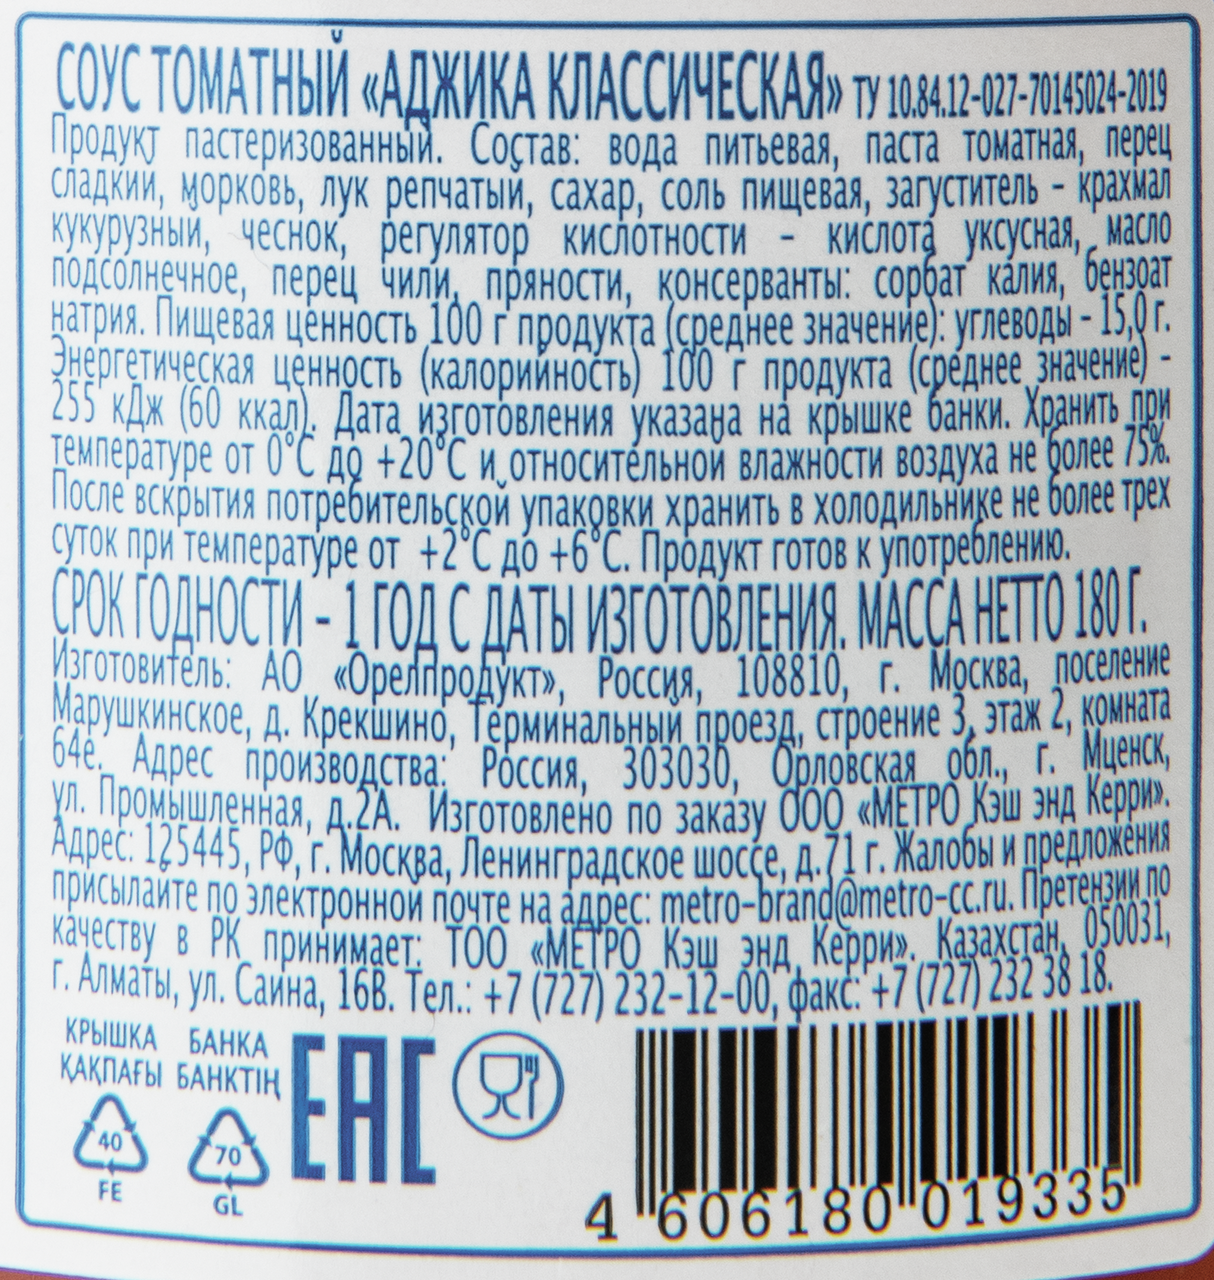 СОУС ТОМАТНЫЙ «АДЖИКА КЛАССИЧЕСКАЯ» ТУ 10.84.12-027-70145024-2019
Продукт пастеризованный. Состав: вода питьевая, паста томатная, перец
сладкий, морковь, лук репчатый, сахар, соль пищевая, загуститель – крахмал
кукурузный, чеснок, регулятор кислотности – кислота уксусная, масло
подсолнечное, перец чили, пряности, консерванты: сорбат калия, бензоат
натрия. Пищевая ценность 100 г продукта (среднее значение): углеводы – 15,0 г.
Энергетическая ценность (калорийность) 100 г продукта (среднее значение) –
255 кДж (60 ккал). Дата изготовления указана на крышке банки. Хранить при
температуре от 0°С до +20°С и относительной влажности воздуха не более 75%.
После вскрытия потребительской упаковки хранить в холодильнике не более трех
суток при температуре от +2°С до +6°С. Продукт готов к употреблению.
СРОК ГОДНОСТИ – 1 ГОД С ДАТЫ ИЗГОТОВЛЕНИЯ. МАССА НЕТТО 180 Г.
Изготовитель: АО «Орелпродукт», Россия, 108810, г. Москва, поселение
Марушкинское, д. Крекшино, Терминальный проезд, строение 3, этаж 2, комната
64е. Адрес производства: Россия, 303030, Орловская обл., г. Мценск,
ул. Промышленная, д.2А. Изготовлено по заказу ООО «МЕТРО Кэш энд Керри».
Адрес: 125445, РФ, г. Москва, Ленинградское шоссе, д.71 г. Жалобы и предложения
присылайте по электронной почте на адрес: metro-brand@metro-cc.ru. Претензии по
качеству в РК принимает: ТОО «МЕТРО Кэш энд Керри». Казахстан, 050031,
г. Алматы, ул. Саина, 16В. Тел.: +7 (727) 232-12-00, факс: +7 (727) 232 38 18.
КРЫШКА БАНКА
ҚАҚПАҒЫ БАНКТІҢ
40 70
FE GL
EAC
4 606180 019335